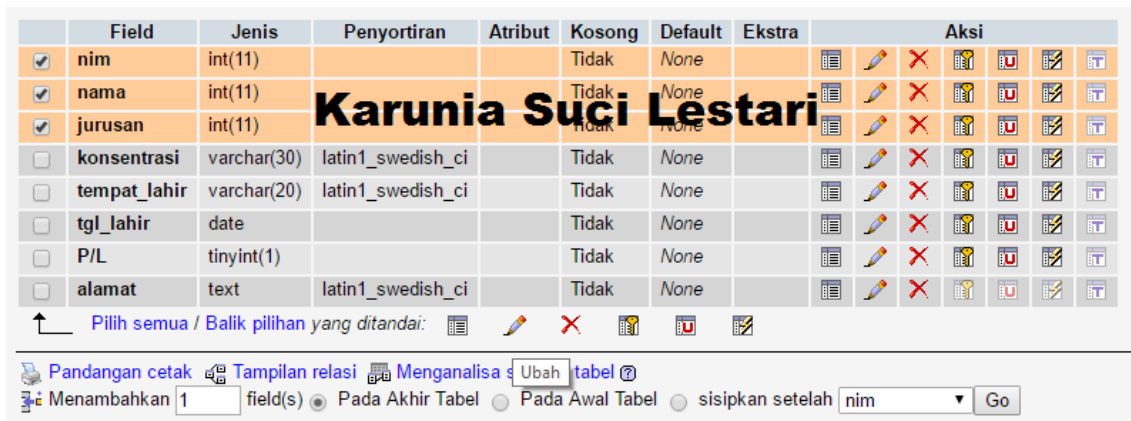 Field Jenis Penyortiran Atribut Kosong Default Ekstra Aksi
nim int(11) Tidak None
nama int(11) Tidak None
Karunia Suci Lestari
jurusan int(11) Tidak None
konsentrasi varchar(30) latin1_swedish_ci Tidak None
tempat_lahir varchar(20) latin1_swedish_ci Tidak None
tgl_lahir date Tidak None
P/L tinyint(1) Tidak None
alamat text latin1_swedish_ci Tidak None
Pilih semua / Balik pilihan yang ditandai:
Pandangan cetak Tampilan relasi Menganalisa s Ubah tabel
Menambahkan 1 field(s) Pada Akhir Tabel Pada Awal Tabel sisipkan setelah nim Go